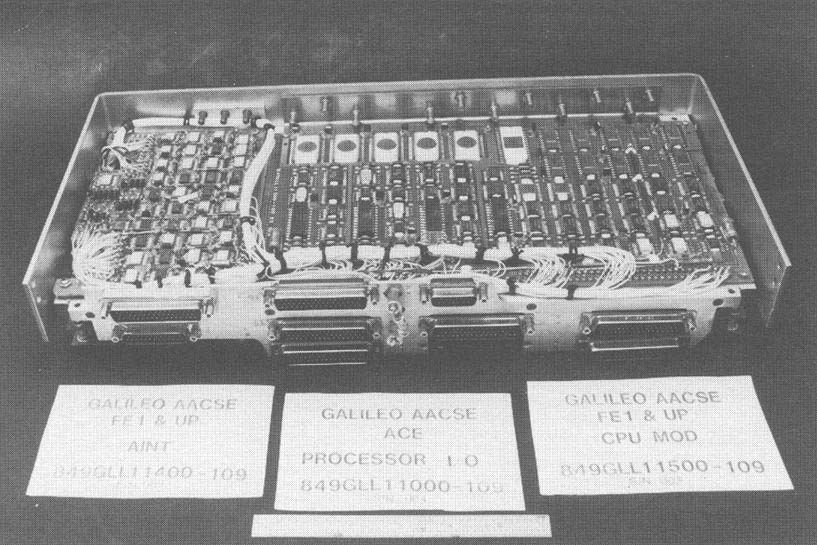 GALILEO AACSE
FE1 & UP
AINT
849GLL11400-109
GALILEO AACSE
ACE
PROCESSOR I/O
849GLL11000-109
GALILEO AACSE
FE1 & UP
CPU MOD
849GLL11500-109
S/N 003